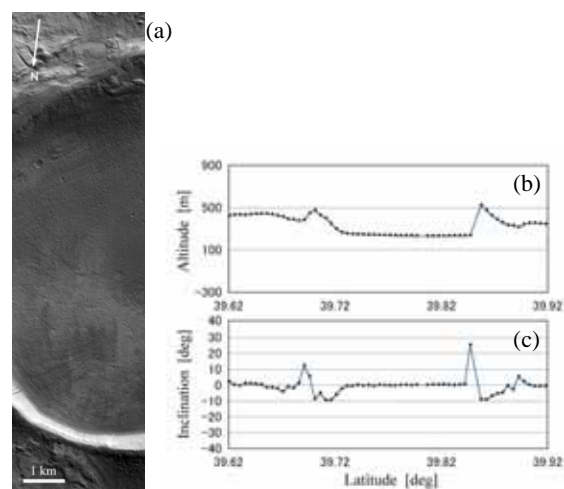 (a)
N
1 km
(b)
900
500
100
-300
Altitude [m]
39.62 39.72 39.82 39.92
(c)
40
30
20
10
0
-10
-20
-30
-40
Inclination [deg]
39.62 39.72 39.82 39.92
Latitude [deg]